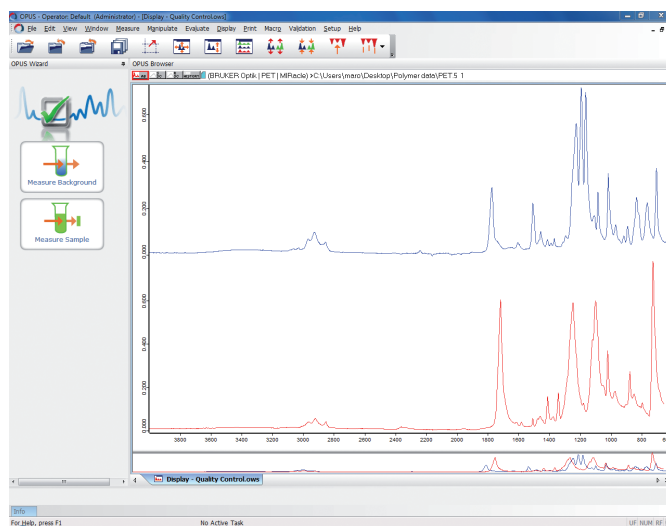 OPUS - Operator: Default (Administrator) - [Display - Quality Control.ows]
File Edit View Window Measure Manipulate Evaluate Display Print Macro Validation Setup Help
OPUS Wizard
OPUS Browser
(BRUKER Optik | PET | MIRacle) >C:\Users\marc\Desktop\Polymer data\PET.5 1
Measure Background
Measure Sample
0.600
0.400
0.200
0.000
0.600
0.400
0.200
0.000
3800 3600 3400 3200 3000 2800 2600 2400 2200 2000 1800 1600 1400 1200 1000 800
Display - Quality Control.ows
Info
For Help, press F1
No Active Task
UF NUM RF